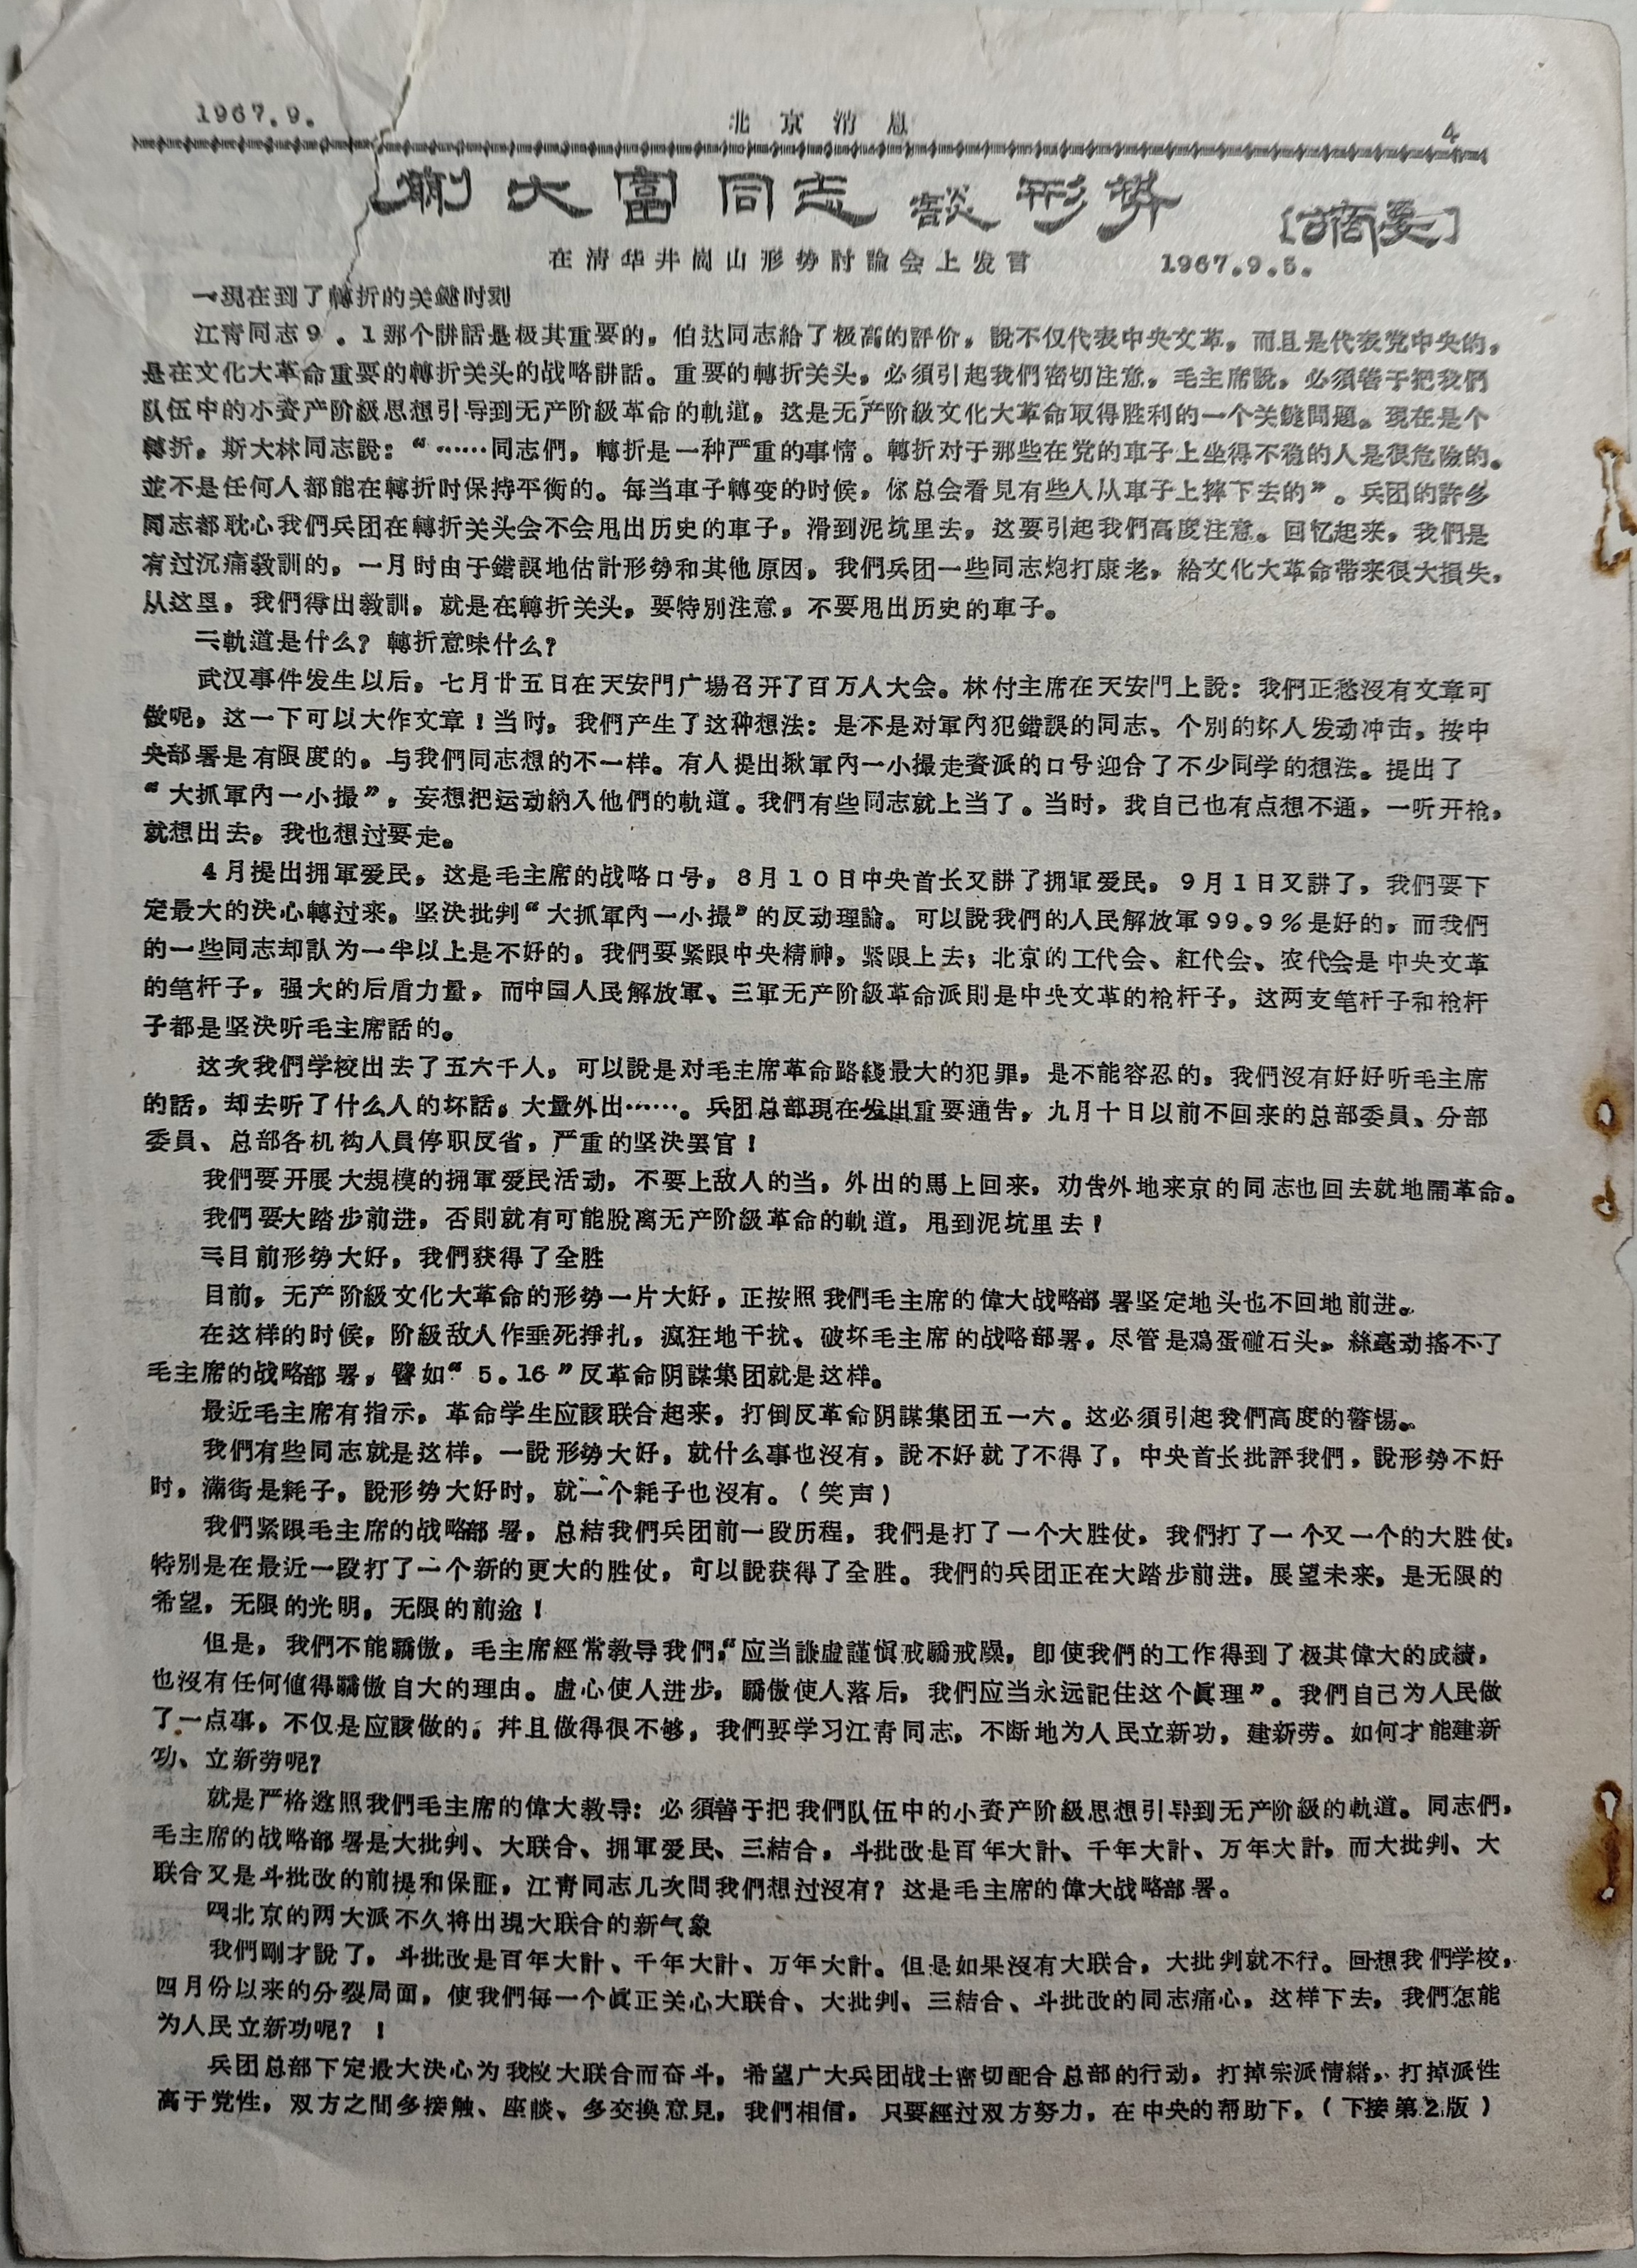 1967.9.
北京消息
4
蒯大富同志談形势
〔摘要〕
在清华井崗山形势討論会上发言
1967.9.5.
一現在到了轉折的关鍵时刻
江青同志9.1那个講話是极其重要的，伯达同志給了极高的評价，說不仅代表中央文革，而且是代表党中央的，
是在文化大革命重要的轉折关头的战略講話。重要的轉折关头，必須引起我們密切注意，毛主席說，必須善于把我們
队伍中的小資产阶級思想引导到无产阶級革命的軌道，这是无产阶級文化大革命取得胜利的一个关鍵問題。現在是个
轉折，斯大林同志說：“……同志們，轉折是一种严重的事情。轉折对于那些在党的車子上坐得不稳的人是很危險的。
並不是任何人都能在轉折时保持平衡的。每当車子轉变的时候，你总会看見有些人从車子上摔下去的”。兵团的許多
同志都耽心我們兵团在轉折关头会不会甩出历史的車子，滑到泥坑里去，这要引起我們高度注意。回忆起来，我們是
有过沉痛教訓的，一月时由于錯誤地估計形势和其他原因，我們兵团一些同志炮打康老，給文化大革命带来很大損失，
从这里，我們得出教訓，就是在轉折关头，要特別注意，不要甩出历史的車子。
二軌道是什么？轉折意味什么？
武汉事件发生以后，七月廿五日在天安門广場召开了百万人大会。林付主席在天安門上說：我們正愁沒有文章可
做呢，这一下可以大作文章！当时，我們产生了这种想法：是不是对軍內犯錯誤的同志、个別的坏人发动冲击，按中
央部署是有限度的，与我們同志想的不一样。有人提出揪軍內一小撮走資派的口号迎合了不少同学的想法。提出了
“大抓軍內一小撮”，妄想把运动納入他們的軌道。我們有些同志就上当了。当时，我自己也有点想不通，一听开枪，
就想出去，我也想过要走。
4月提出拥軍爱民，这是毛主席的战略口号，8月10日中央首长又講了拥軍爱民，9月1日又講了，我們要下
定最大的决心轉过来，坚决批判“大抓軍內一小撮”的反动理論。可以說我們的人民解放軍99.9%是好的，而我們
的一些同志却訊为一半以上是不好的，我們要紧跟中央精神，紧跟上去；北京的工代会、紅代会、农代会是中央文革
的笔杆子，强大的后盾力量，而中国人民解放軍、三軍无产阶級革命派則是中央文革的枪杆子，这两支笔杆子和枪杆
子都是坚决听毛主席話的。
这次我們学校出去了五六千人，可以說是对毛主席革命路綫最大的犯罪，是不能容忍的，我們沒有好好听毛主席
的話，却去听了什么人的坏話，大量外出……。兵团总部現在发出重要通告，九月十日以前不回来的总部委員、分部
委員、总部各机构人員停职反省，严重的坚决罢官！
我們要开展大規模的拥軍爱民活动，不要上敌人的当，外出的馬上回来，劝告外地来京的同志也回去就地鬧革命。
我們要大踏步前进，否則就有可能脫离无产阶級革命的軌道，甩到泥坑里去！
三目前形势大好，我們获得了全胜
目前，无产阶級文化大革命的形势一片大好，正按照我們毛主席的偉大战略部署坚定地头也不回地前进。
在这样的时候，阶級敌人作垂死掙扎，瘋狂地干扰、破坏毛主席的战略部署，尽管是鸡蛋碰石头，絲毫动搖不了
毛主席的战略部署，譬如“5.16”反革命阴謀集团就是这样。
最近毛主席有指示，革命学生应該联合起来，打倒反革命阴謀集团五一六。这必須引起我們高度的警惕。
我們有些同志就是这样，一說形势大好，就什么事也沒有，說不好就了不得了，中央首长批評我們，說形势不好
时，滿街是耗子，說形势大好时，就一个耗子也沒有。（笑声）
我們紧跟毛主席的战略部署，总結我們兵团前一段历程，我們是打了一个大胜仗，我們打了一个又一个的大胜仗，
特別是在最近一段打了一个新的更大的胜仗，可以說获得了全胜。我們的兵团正在大踏步前进，展望未来，是无限的
希望，无限的光明，无限的前途！
但是，我們不能驕傲，毛主席經常教导我們，“应当謙虛謹愼戒驕戒躁，卽使我們的工作得到了极其偉大的成績，
也沒有任何値得驕傲自大的理由。虛心使人进步，驕傲使人落后，我們应当永远記住这个眞理”。我們自己为人民做
了一点事，不仅是应該做的，幷且做得很不够，我們要学习江青同志，不断地为人民立新功，建新劳。如何才能建新
功、立新劳呢？
就是严格遵照我們毛主席的偉大教导：必須善于把我們队伍中的小資产阶級思想引导到无产阶級的軌道。同志們，
毛主席的战略部署是大批判、大联合、拥軍爱民、三結合，斗批改是百年大計、千年大計、万年大計，而大批判、大
联合又是斗批改的前提和保証，江青同志几次問我們想过沒有？这是毛主席的偉大战略部署。
四北京的两大派不久将出現大联合的新气象
我們剛才說了，斗批改是百年大計、千年大計、万年大計。但是如果沒有大联合，大批判就不行。回想我們学校，
四月份以来的分裂局面，使我們每一个眞正关心大联合、大批判、三結合、斗批改的同志痛心，这样下去，我們怎能
为人民立新功呢？！
兵团总部下定最大决心为我校大联合而奋斗，希望广大兵团战士密切配合总部的行动，打掉宗派情緒，打掉派性
高于党性，双方之間多接触、座談、多交換意見，我們相信，只要經过双方努力，在中央的帮助下，（下接第2版）